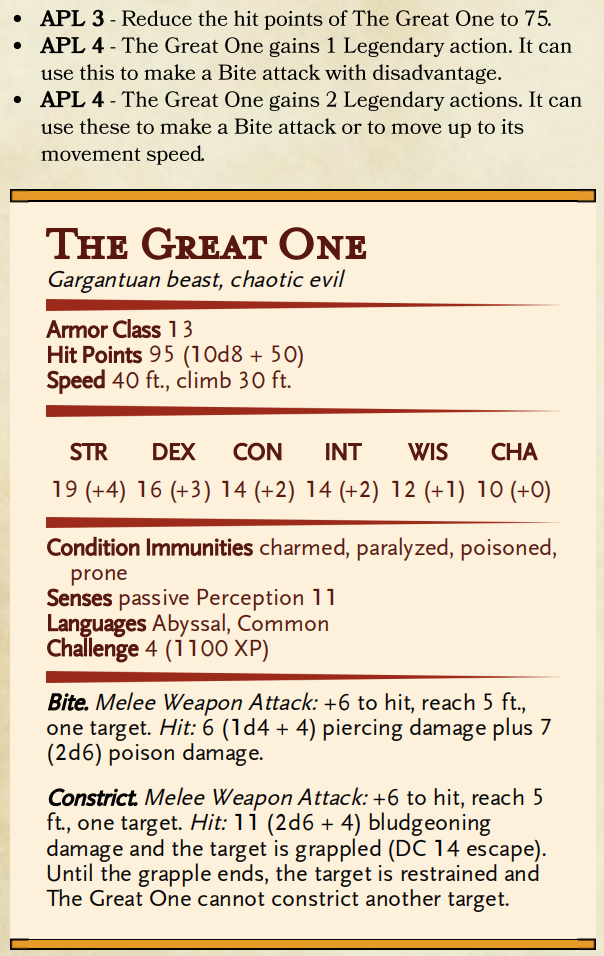 • APL 3 - Reduce the hit points of The Great One to 75.
• APL 4 - The Great One gains 1 Legendary action. It can
use this to make a Bite attack with disadvantage.
• APL 4 - The Great One gains 2 Legendary actions. It can
use these to make a Bite attack or to move up to its
movement speed.
The Great One
Gargantuan beast, chaotic evil
Armor Class 13
Hit Points 95 (10d8 + 50)
Speed 40 ft., climb 30 ft.
STR DEX CON INT WIS CHA
19 (+4) 16 (+3) 14 (+2) 14 (+2) 12 (+1) 10 (+0)
Condition Immunities charmed, paralyzed, poisoned,
prone
Senses passive Perception 11
Languages Abyssal, Common
Challenge 4 (1100 XP)
Bite. Melee Weapon Attack: +6 to hit, reach 5 ft.,
one target. Hit: 6 (1d4 + 4) piercing damage plus 7
(2d6) poison damage.
Constrict. Melee Weapon Attack: +6 to hit, reach 5
ft., one target. Hit: 11 (2d6 + 4) bludgeoning
damage and the target is grappled (DC 14 escape).
Until the grapple ends, the target is restrained and
The Great One cannot constrict another target.